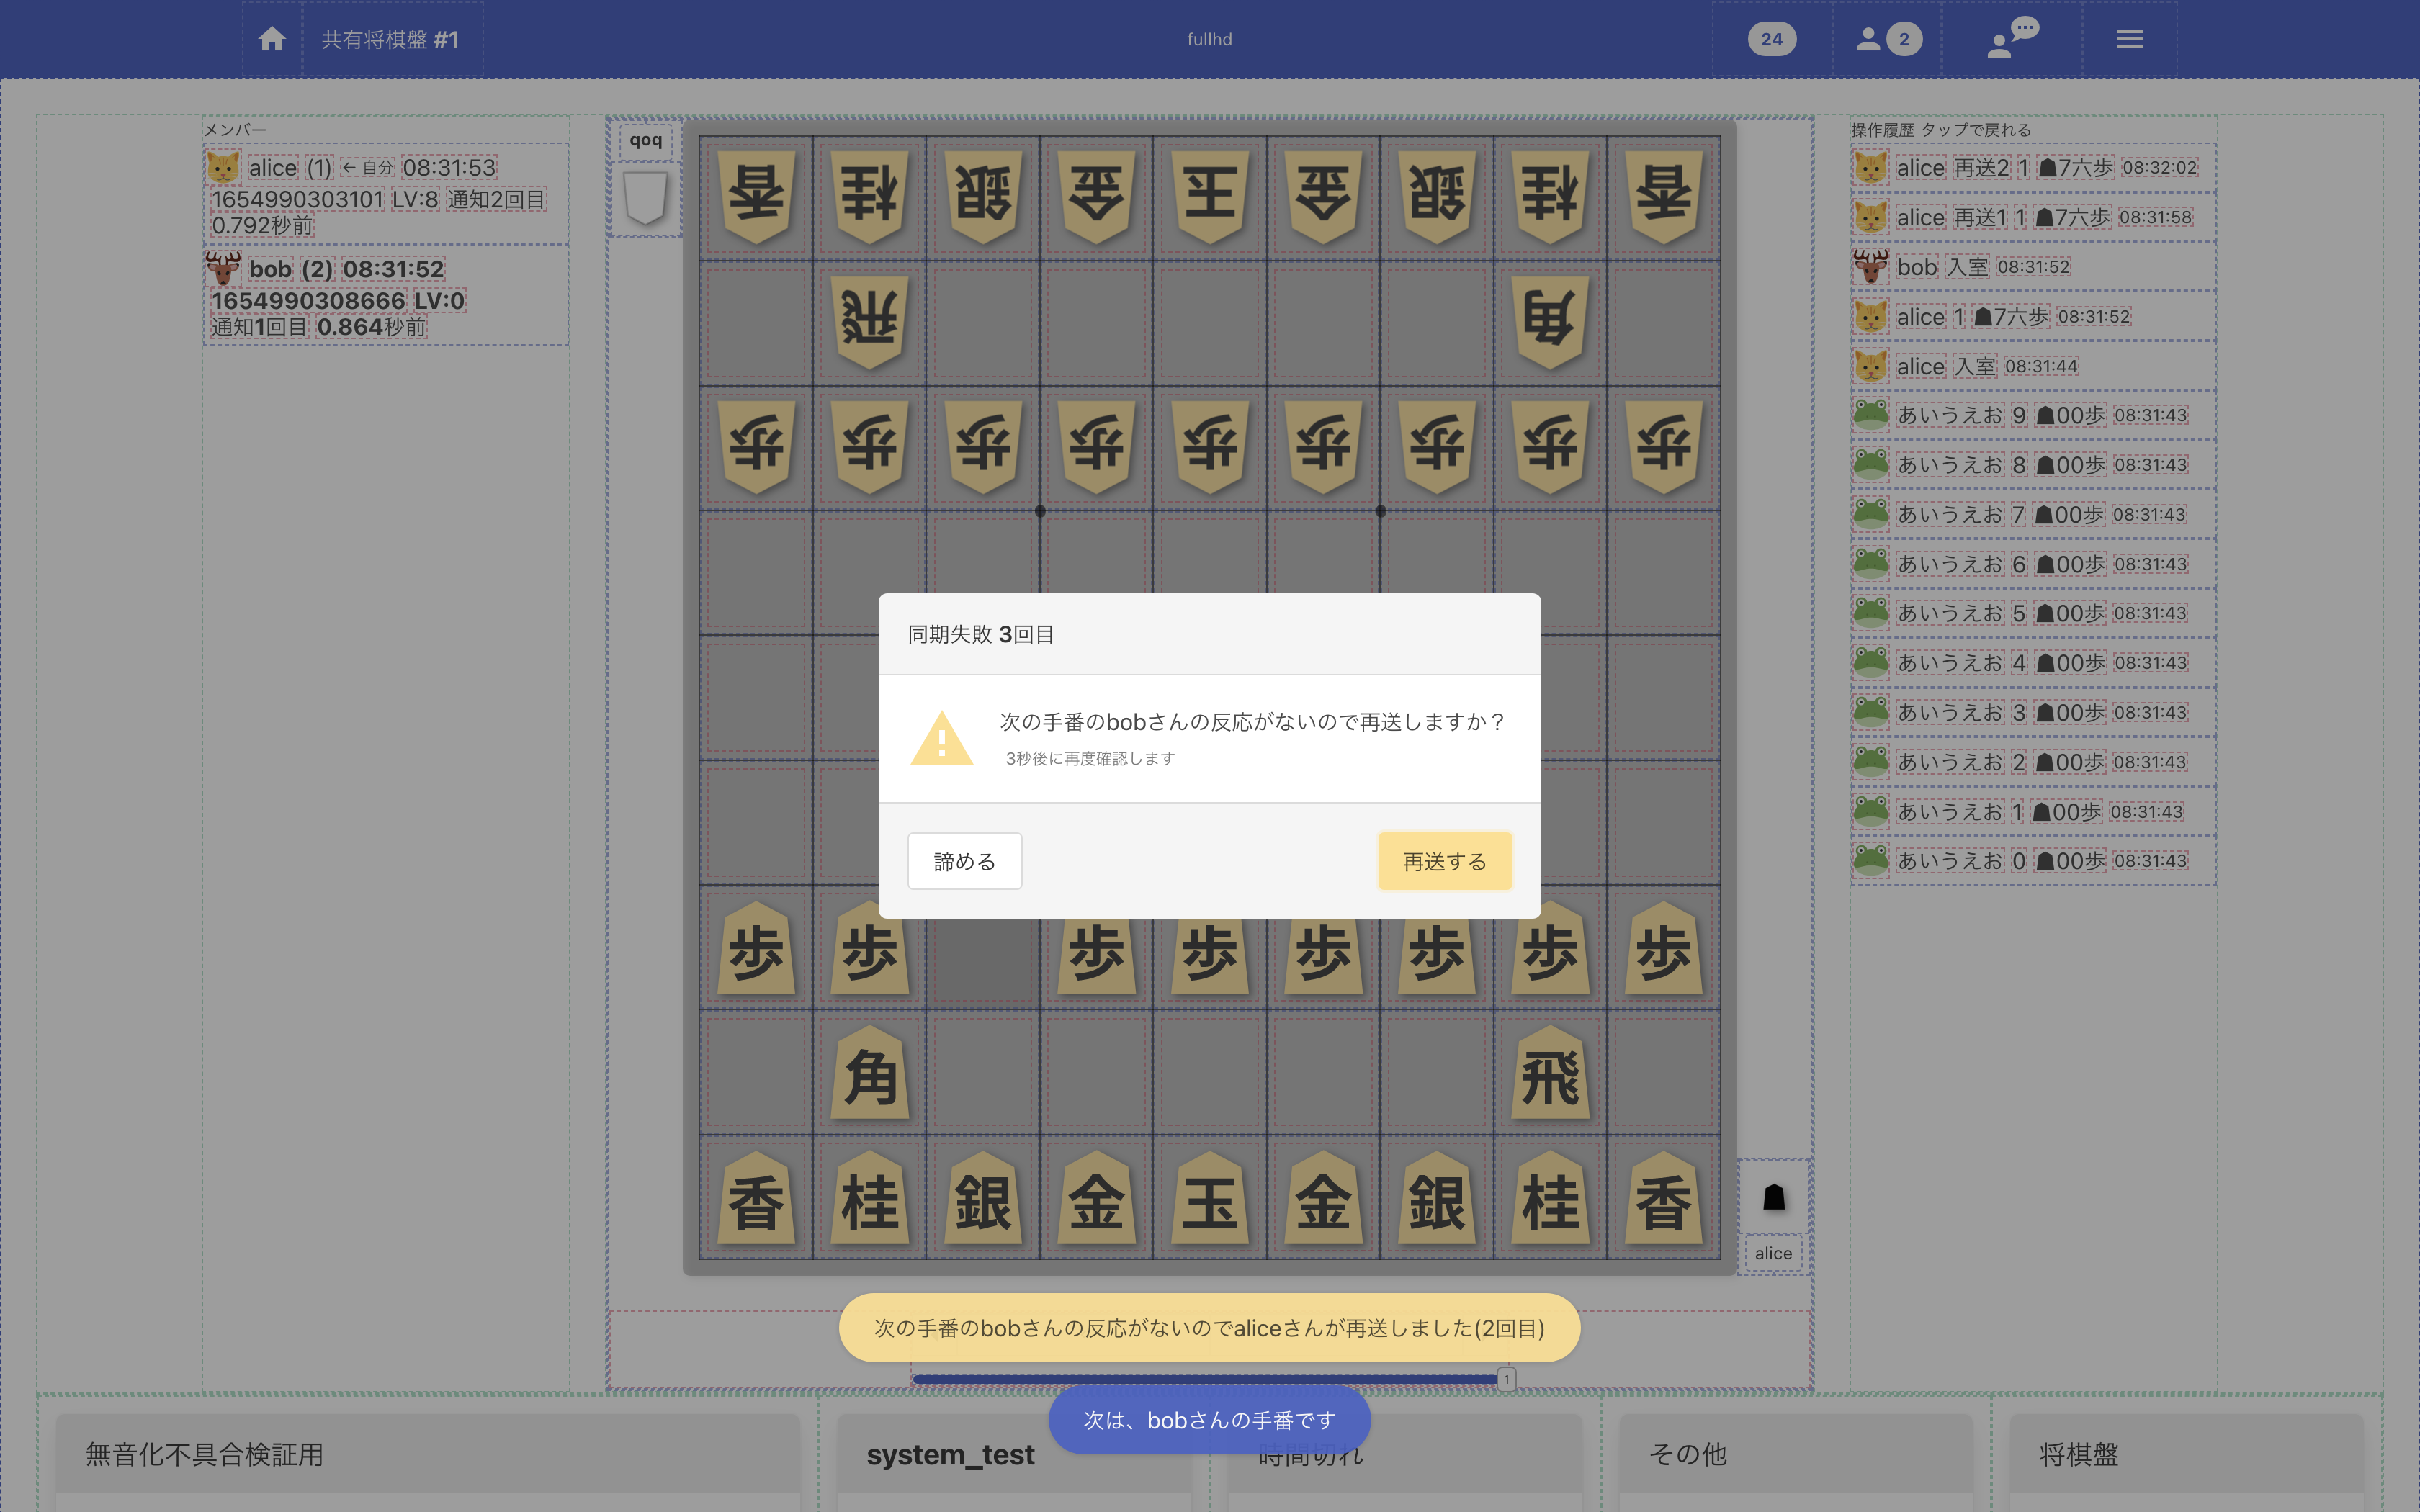 共有将棋盤 #1
fullhd
24
2
メンバー
alice (1) ← 自分 08:31:53
1654990303101 LV:8 通知2回目
0.792秒前
bob (2) 08:31:52
1654990308666 LV:0
通知1回目 0.864秒前
qoq
香 桂 銀 金 玉 金 銀 桂 香
飛 角
歩 歩 歩 歩 歩 歩 歩 歩 歩
同期失敗 3回目
次の手番のbobさんの反応がないので再送しますか？
3秒後に再度確認します
諦める
再送する
歩 歩 歩 歩 歩 歩 歩 歩
角 飛
香 桂 銀 金 玉 金 銀 桂 香
alice
次の手番のbobさんの反応がないのでaliceさんが再送しました(2回目)
1
次は、bobさんの手番です
操作履歴 タップで戻れる
alice 再送2 1 ☗7六歩 08:32:02
alice 再送1 1 ☗7六歩 08:31:58
bob 入室 08:31:52
alice 1 ☗7六歩 08:31:52
alice 入室 08:31:44
あいうえお 9 ☗00歩 08:31:43
あいうえお 8 ☗00歩 08:31:43
あいうえお 7 ☗00歩 08:31:43
あいうえお 6 ☗00歩 08:31:43
あいうえお 5 ☗00歩 08:31:43
あいうえお 4 ☗00歩 08:31:43
あいうえお 3 ☗00歩 08:31:43
あいうえお 2 ☗00歩 08:31:43
あいうえお 1 ☗00歩 08:31:43
あいうえお 0 ☗00歩 08:31:43
無音化不具合検証用
system_test
時間切れ
その他
将棋盤